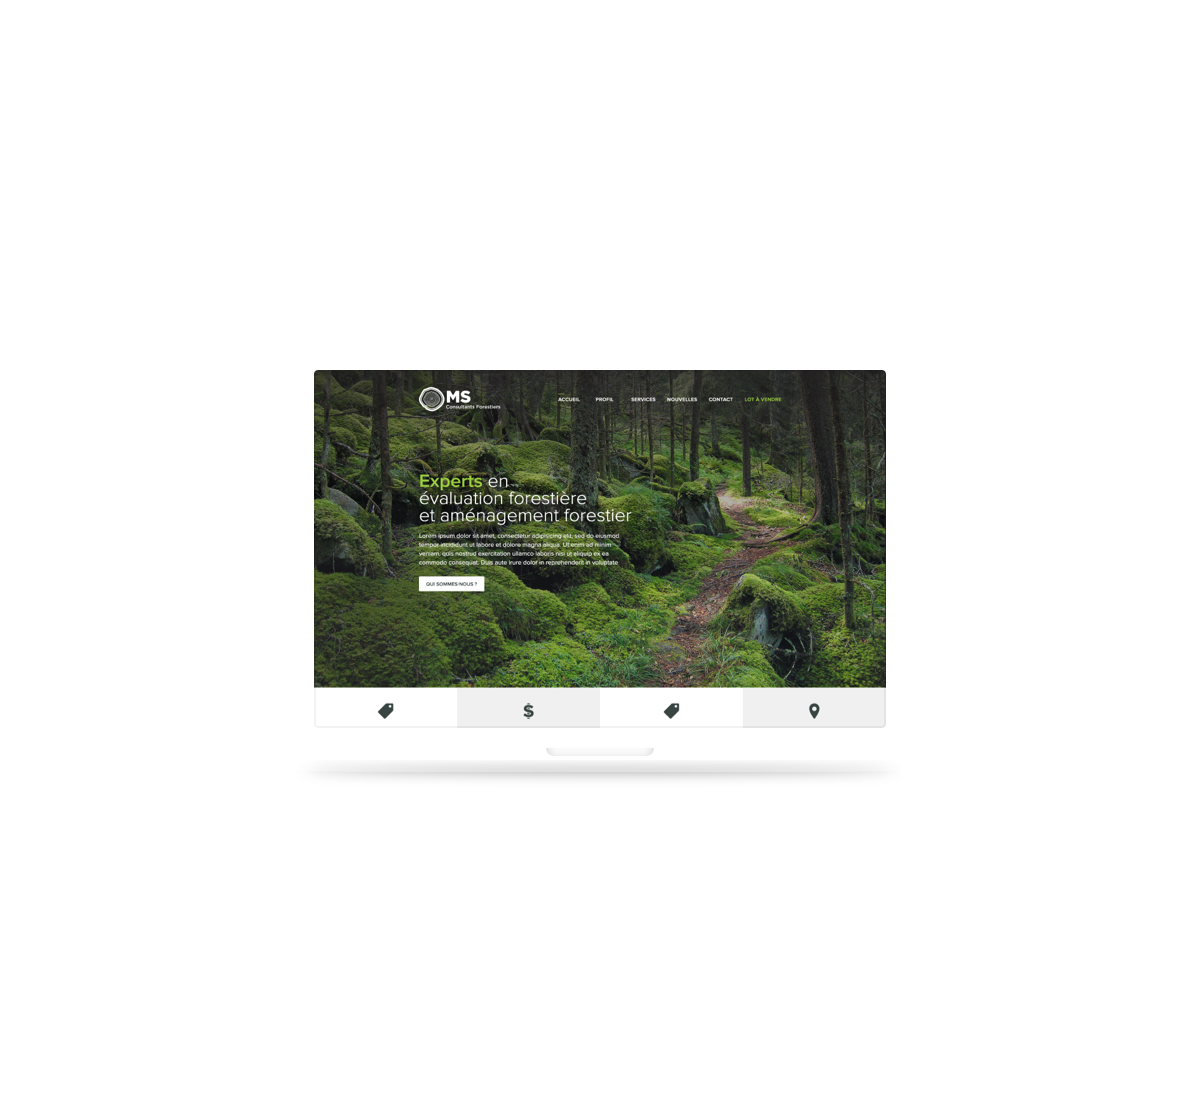 MS
Consultants Forestiers
ACCUEIL PROFIL SERVICES NOUVELLES CONTACT LOT À VENDRE
Experts en
évaluation forestière
et aménagement forestier
Lorem ipsum dolor sit amet, consectetur adipisicing elit, sed do eiusmod
tempor incididunt ut labore et dolore magna aliqua. Ut enim ad minim
veniam, quis nostrud exercitation ullamco laboris nisi ut aliquip ex ea
commodo consequat. Duis aute irure dolor in reprehenderit in voluptate
QUI SOMMES-NOUS ?
$